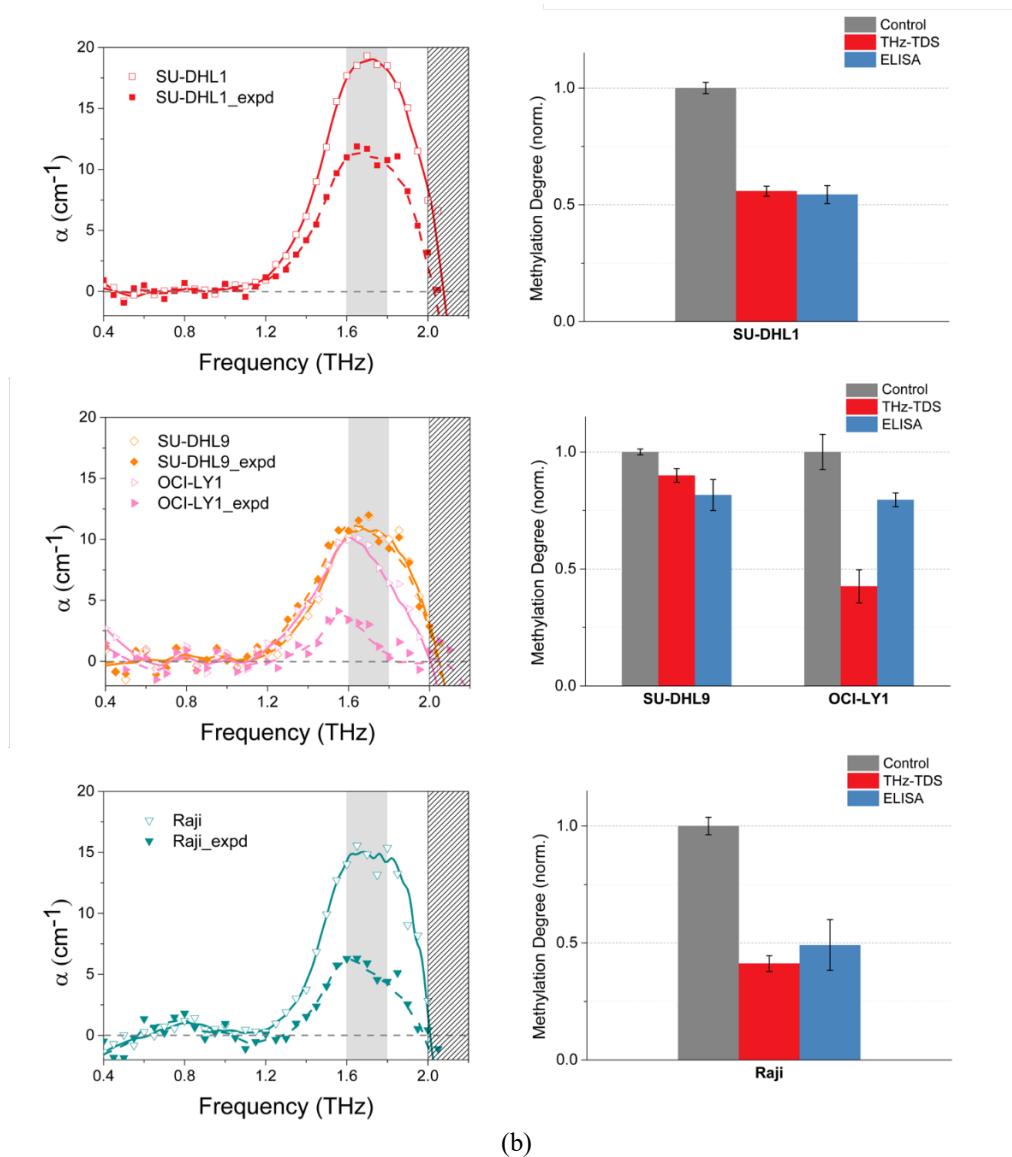 20
15
10
5
0
α (cm⁻¹)
SU-DHL1
SU-DHL1_expd
0.4 0.8 1.2 1.6 2.0
Frequency (THz)
Control
THz-TDS
ELISA
1.0
0.5
0.0
Methylation Degree (norm.)
SU-DHL1
20
15
10
5
0
α (cm⁻¹)
SU-DHL9
SU-DHL9_expd
OCI-LY1
OCI-LY1_expd
0.4 0.8 1.2 1.6 2.0
Frequency (THz)
Control
THz-TDS
ELISA
1.0
0.5
0.0
Methylation Degree (norm.)
SU-DHL9 OCI-LY1
20
15
10
5
0
α (cm⁻¹)
Raji
Raji_expd
0.4 0.8 1.2 1.6 2.0
Frequency (THz)
Control
THz-TDS
ELISA
1.0
0.5
0.0
Methylation Degree (norm.)
Raji
(b)